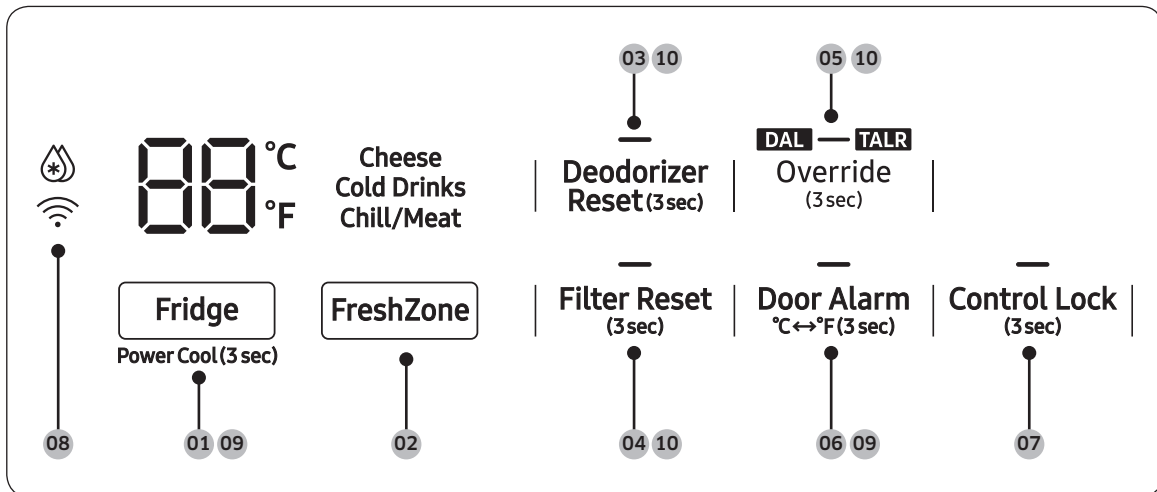 03 10
05 10
88 °C
°F
Cheese
Cold Drinks
Chill/Meat
Deodorizer
Reset (3 sec)
DAL — TALR
Override
(3 sec)
Fridge
Power Cool (3 sec)
FreshZone
Filter Reset
(3 sec)
Door Alarm
°C↔°F (3 sec)
Control Lock
(3 sec)
08
01 09
02
04 10
06 09
07